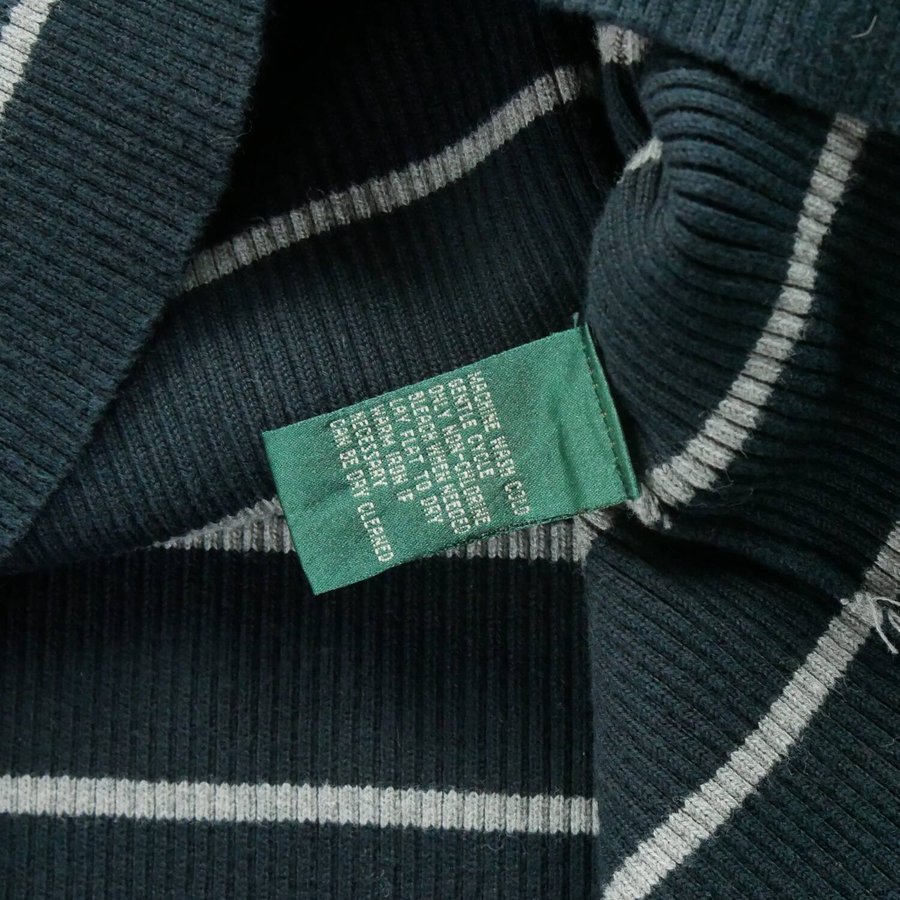 MACHINE WASH COLD
GENTLE CYCLE
ONLY NON-CHLORINE
BLEACH WHEN NEEDED
LAY FLAT TO DRY
WARM IRON IF
NECESSARY
CAN BE DRY CLEANED